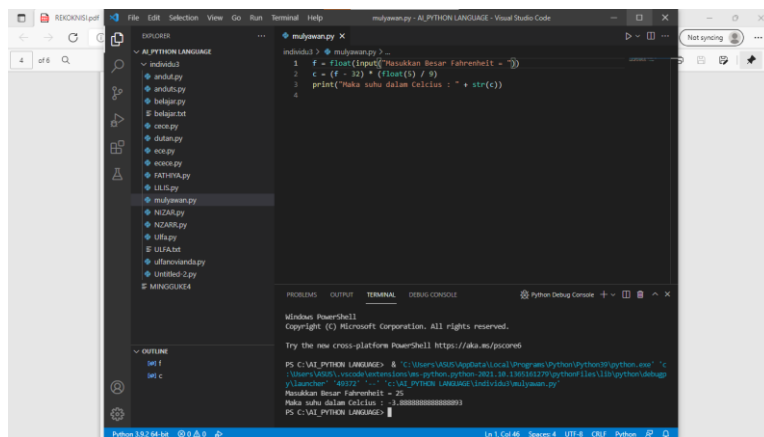 REKOKNISI.pdf
File Edit Selection View Go Run Terminal Help
mulyawan.py - AI_PYTHON LANGUAGE - Visual Studio Code
Not syncing
4 of 6
EXPLORER
AI_PYTHON LANGUAGE
individu3
andut.py
anduts.py
belajar.py
belajar.txt
cece.py
dutan.py
ece.py
ecece.py
FATHIYA.py
LILIS.py
mulyawan.py
NIZAR.py
NZARR.py
Ulfa.py
ULFA.txt
ulfanovianda.py
Untitled-2.py
MINGGUKE4
OUTLINE
f
c
mulyawan.py
individu3 > mulyawan.py > ...
1 f = float(input("Masukkan Besar Fahrenheit = "))
2 c = (f - 32) * (float(5) / 9)
3 print("Maka suhu dalam Celcius : " + str(c))
4
PROBLEMS OUTPUT TERMINAL DEBUG CONSOLE
Python Debug Console
Windows PowerShell
Copyright (C) Microsoft Corporation. All rights reserved.
Try the new cross-platform PowerShell https://aka.ms/pscore6
PS C:\AI_PYTHON LANGUAGE> & 'C:\Users\ASUS\AppData\Local\Programs\Python\Python39\python.exe' 'c
:\Users\ASUS\.vscode\extensions\ms-python.python-2021.10.1365161279\pythonFiles\lib\python\debugp
y\launcher' '49372' '--' 'c:\AI_PYTHON LANGUAGE\individu3\mulyawan.py'
Masukkan Besar Fahrenheit = 25
Maka suhu dalam Celcius : -3.8888888888888893
PS C:\AI_PYTHON LANGUAGE>
Python 3.9.2 64-bit 0 0
Ln 1, Col 46 Spaces: 4 UTF-8 CRLF Python